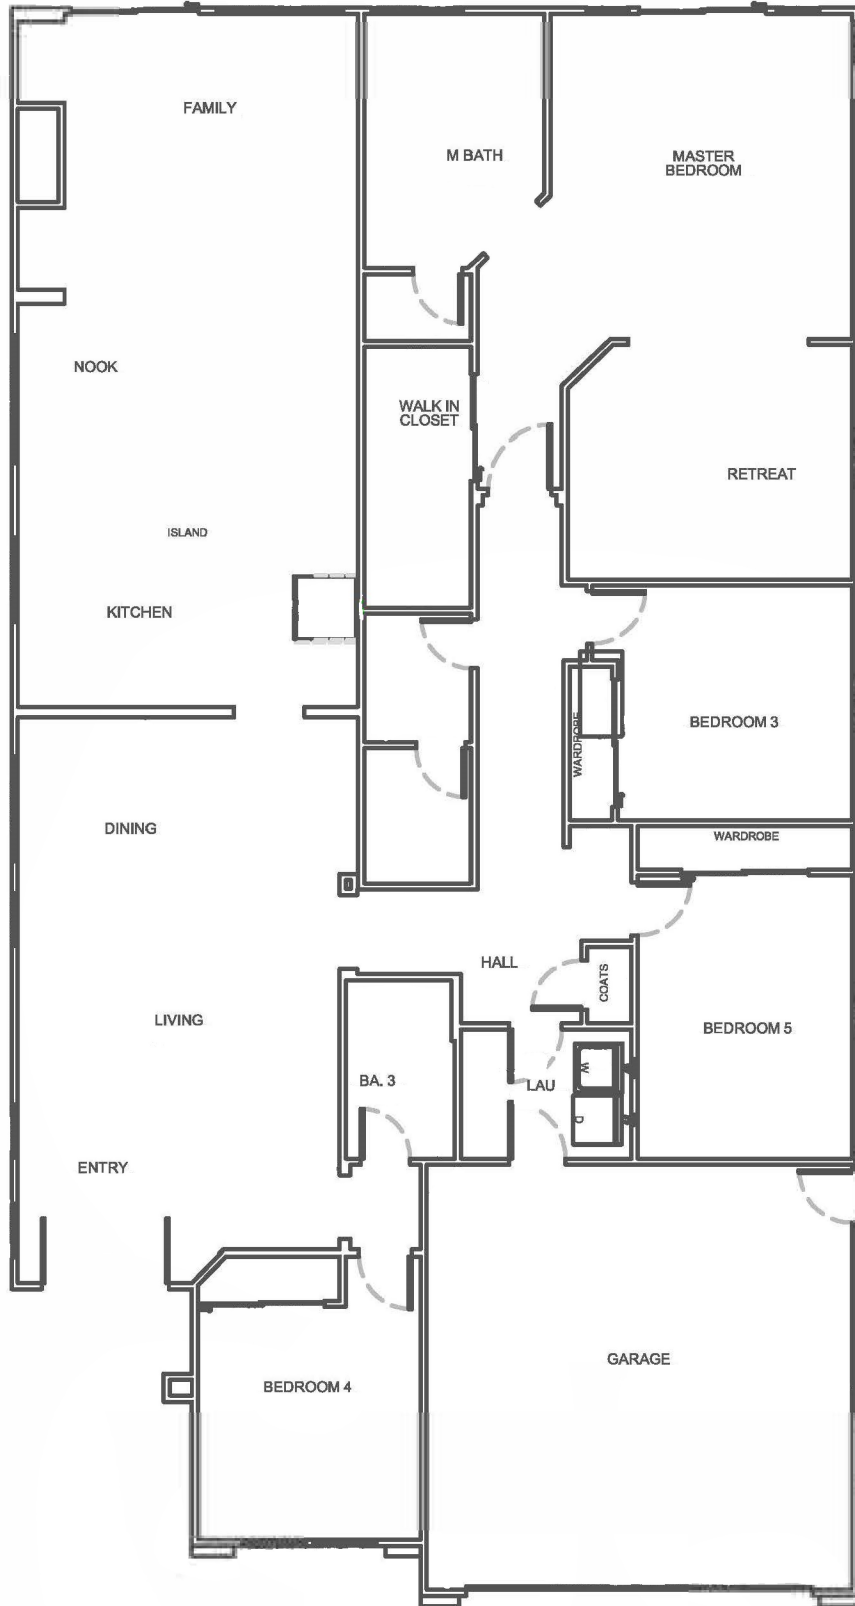 FAMILY
M BATH
MASTER
BEDROOM
NOOK
WALK IN
CLOSET
RETREAT
ISLAND
KITCHEN
WARDROBE
BEDROOM 3
DINING
WARDROBE
HALL
COATS
LIVING
BEDROOM 5
BA. 3
LAU
W
D
ENTRY
GARAGE
BEDROOM 4